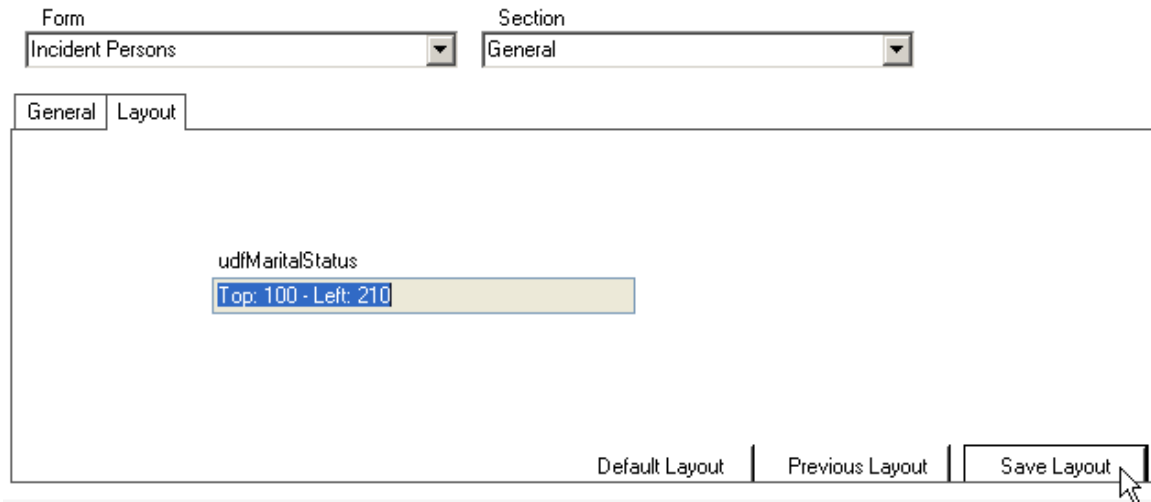 Form Section
Incident Persons General
General Layout
udfMaritalStatus
Top: 100 - Left: 210
Default Layout Previous Layout Save Layout